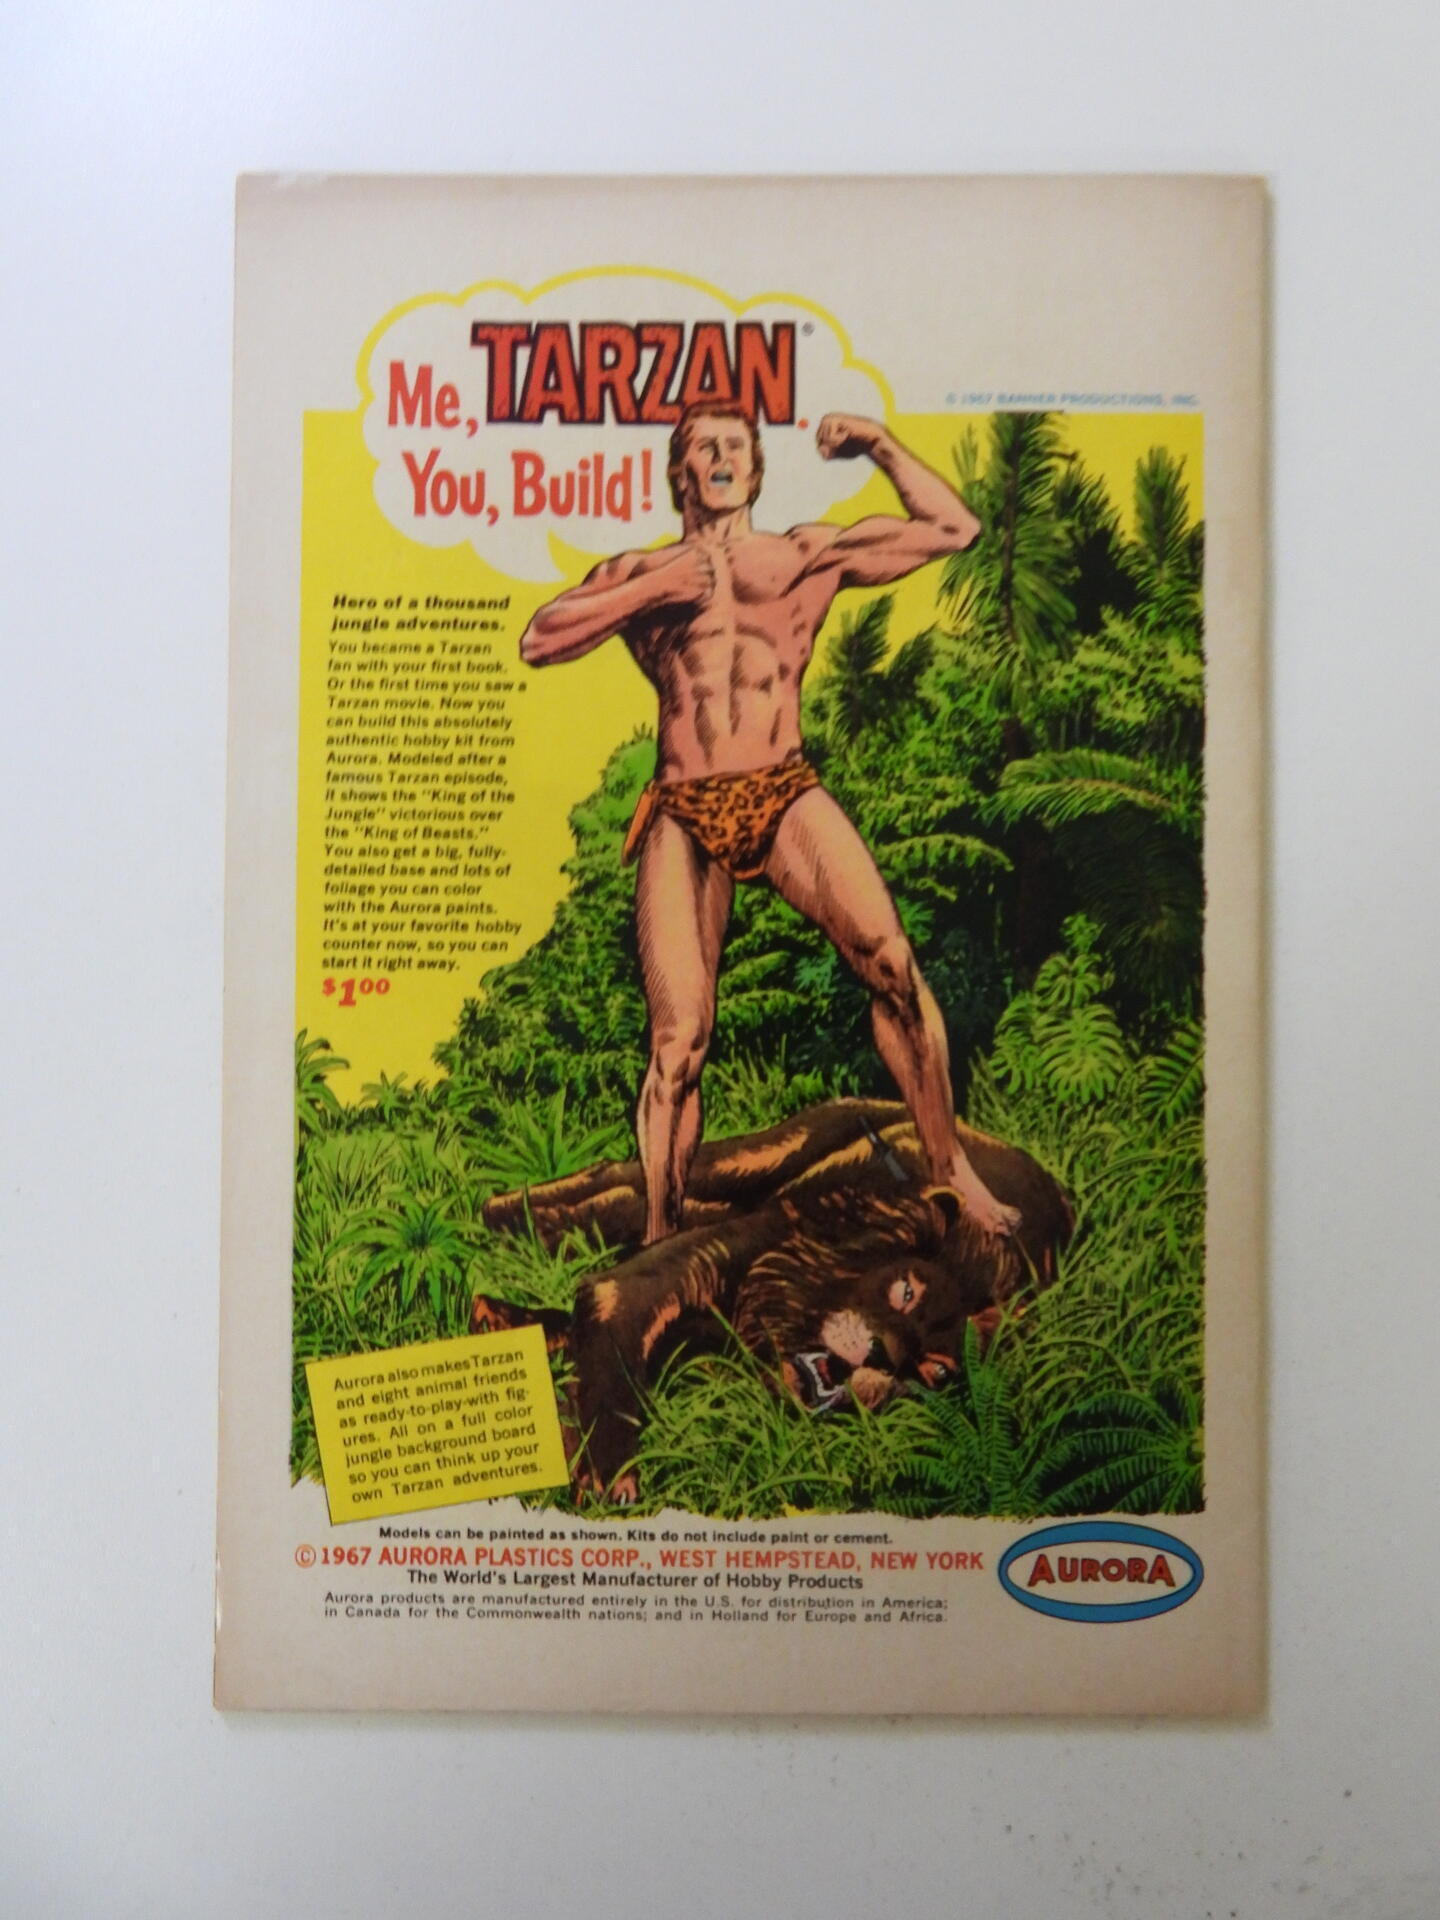 Me, TARZAN®.
You, Build!
© 1967 BANNER PRODUCTIONS, INC.
Hero of a thousand
jungle adventures.
You became a Tarzan
fan with your first book.
Or the first time you saw a
Tarzan movie. Now you
can build this absolutely
authentic hobby kit from
Aurora. Modeled after a
famous Tarzan episode,
it shows the "King of the
Jungle" victorious over
the "King of Beasts."
You also get a big, fully-
detailed base and lots of
foliage you can color
with the Aurora paints.
It's at your favorite hobby
counter now, so you can
start it right away.
$100
Aurora also makes Tarzan
and eight animal friends
as ready-to-play-with fig-
ures. All on a full color
jungle background board
so you can think up your
own Tarzan adventures.
Models can be painted as shown. Kits do not include paint or cement.
© 1967 AURORA PLASTICS CORP., WEST HEMPSTEAD, NEW YORK
The World's Largest Manufacturer of Hobby Products
Aurora products are manufactured entirely in the U.S. for distribution in America;
in Canada for the Commonwealth nations; and in Holland for Europe and Africa.
AURORA